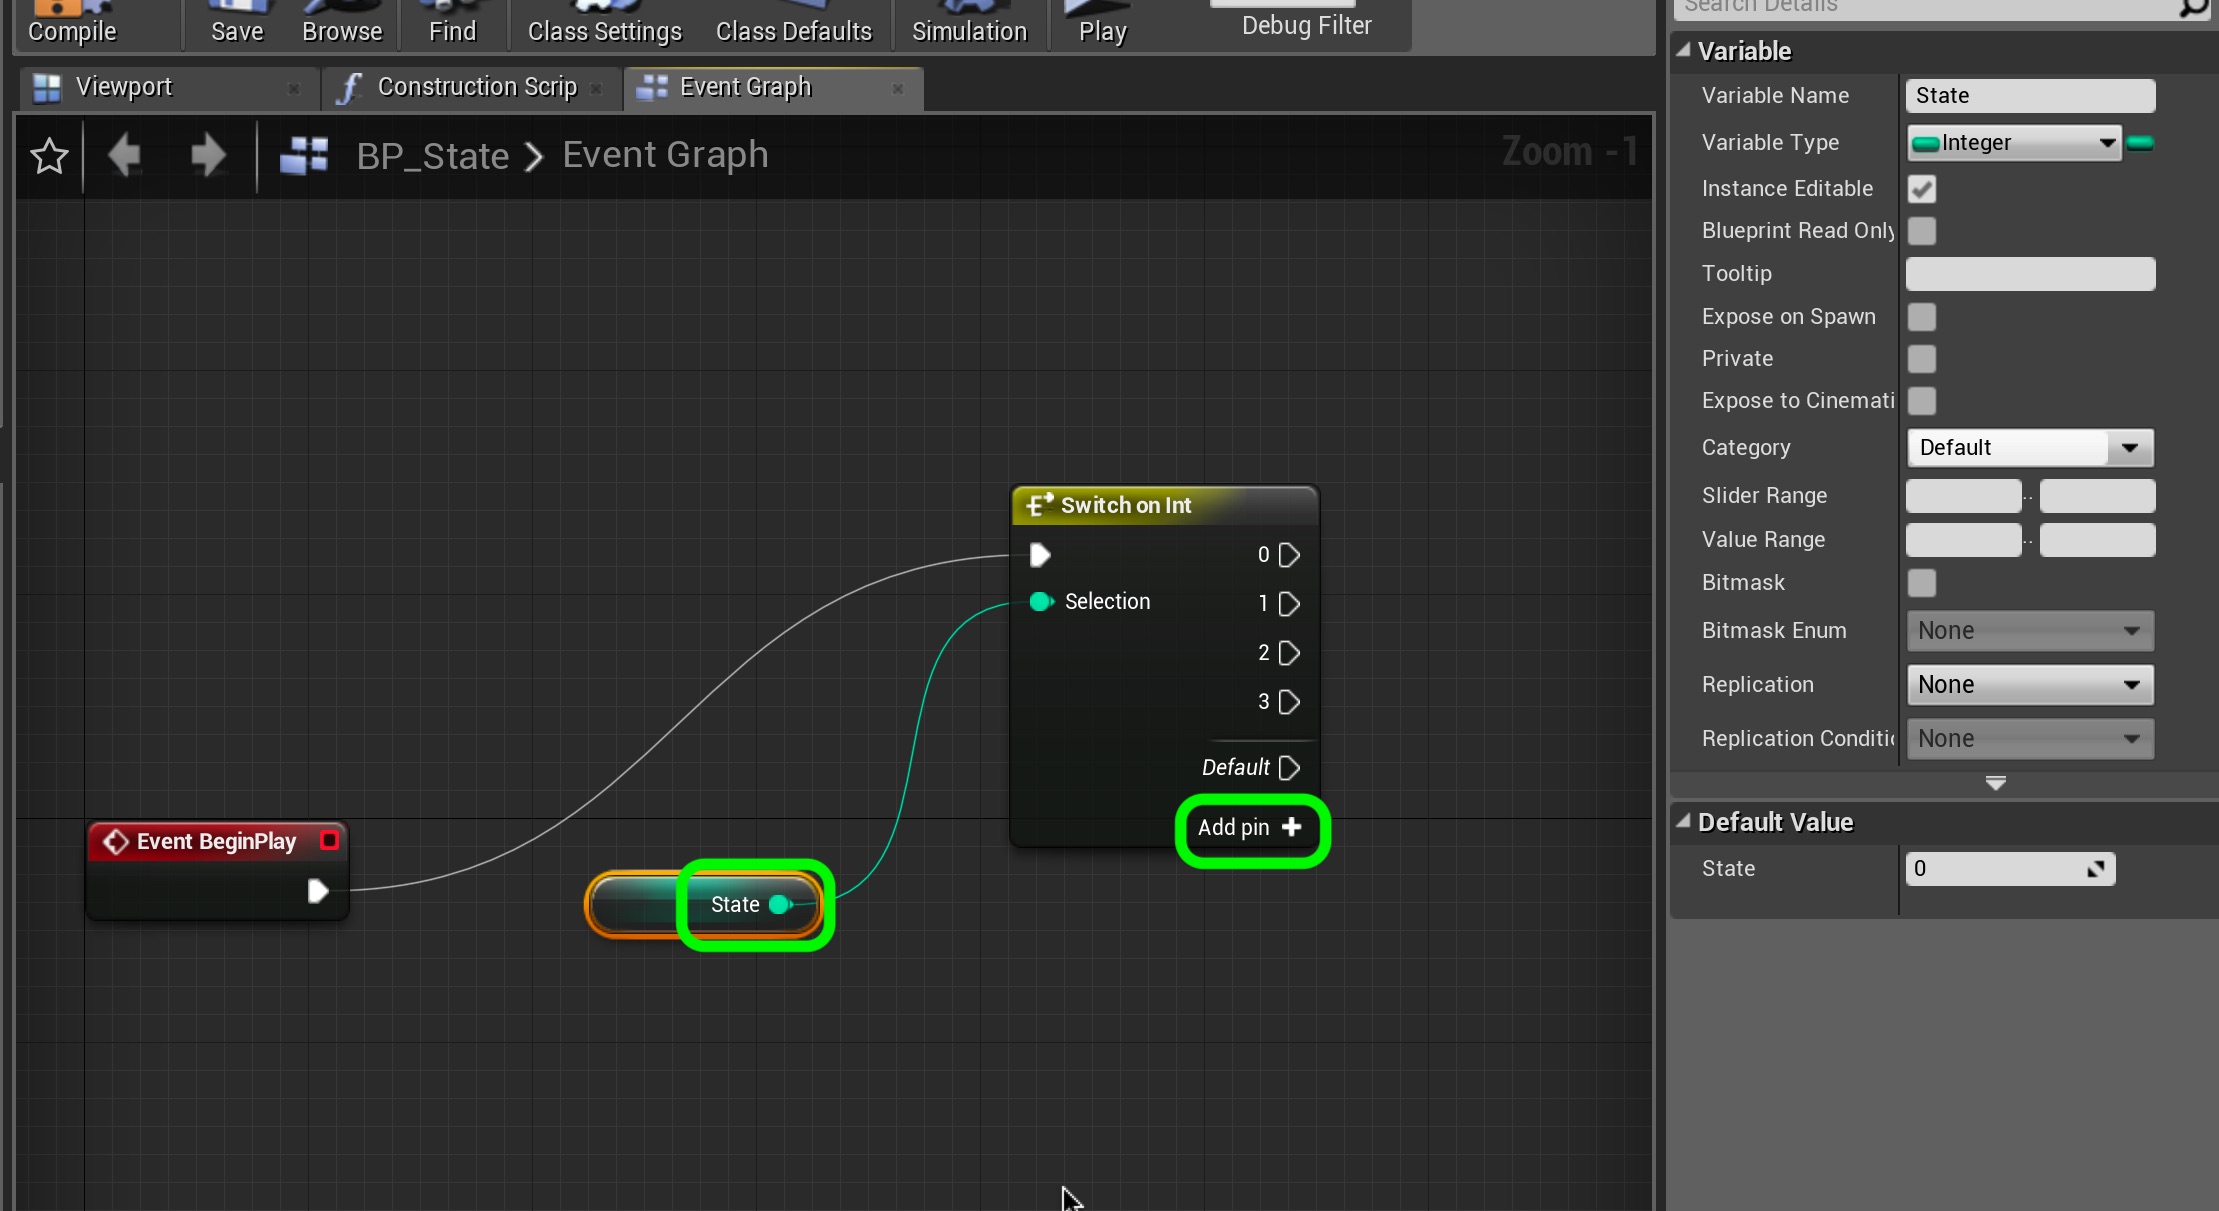 Compile
Save
Browse
Find
Class Settings
Class Defaults
Simulation
Play
Debug Filter
Viewport
Construction Scrip
Event Graph
BP_State > Event Graph
Zoom -1
Switch on Int
0
Selection
1
2
3
Default
Add pin +
Event BeginPlay
State
Search Details
Variable
Variable Name
State
Variable Type
Integer
Instance Editable
Blueprint Read Only
Tooltip
Expose on Spawn
Private
Expose to Cinemati
Category
Default
Slider Range
..
Value Range
..
Bitmask
Bitmask Enum
None
Replication
None
Replication Conditi
None
Default Value
State
0